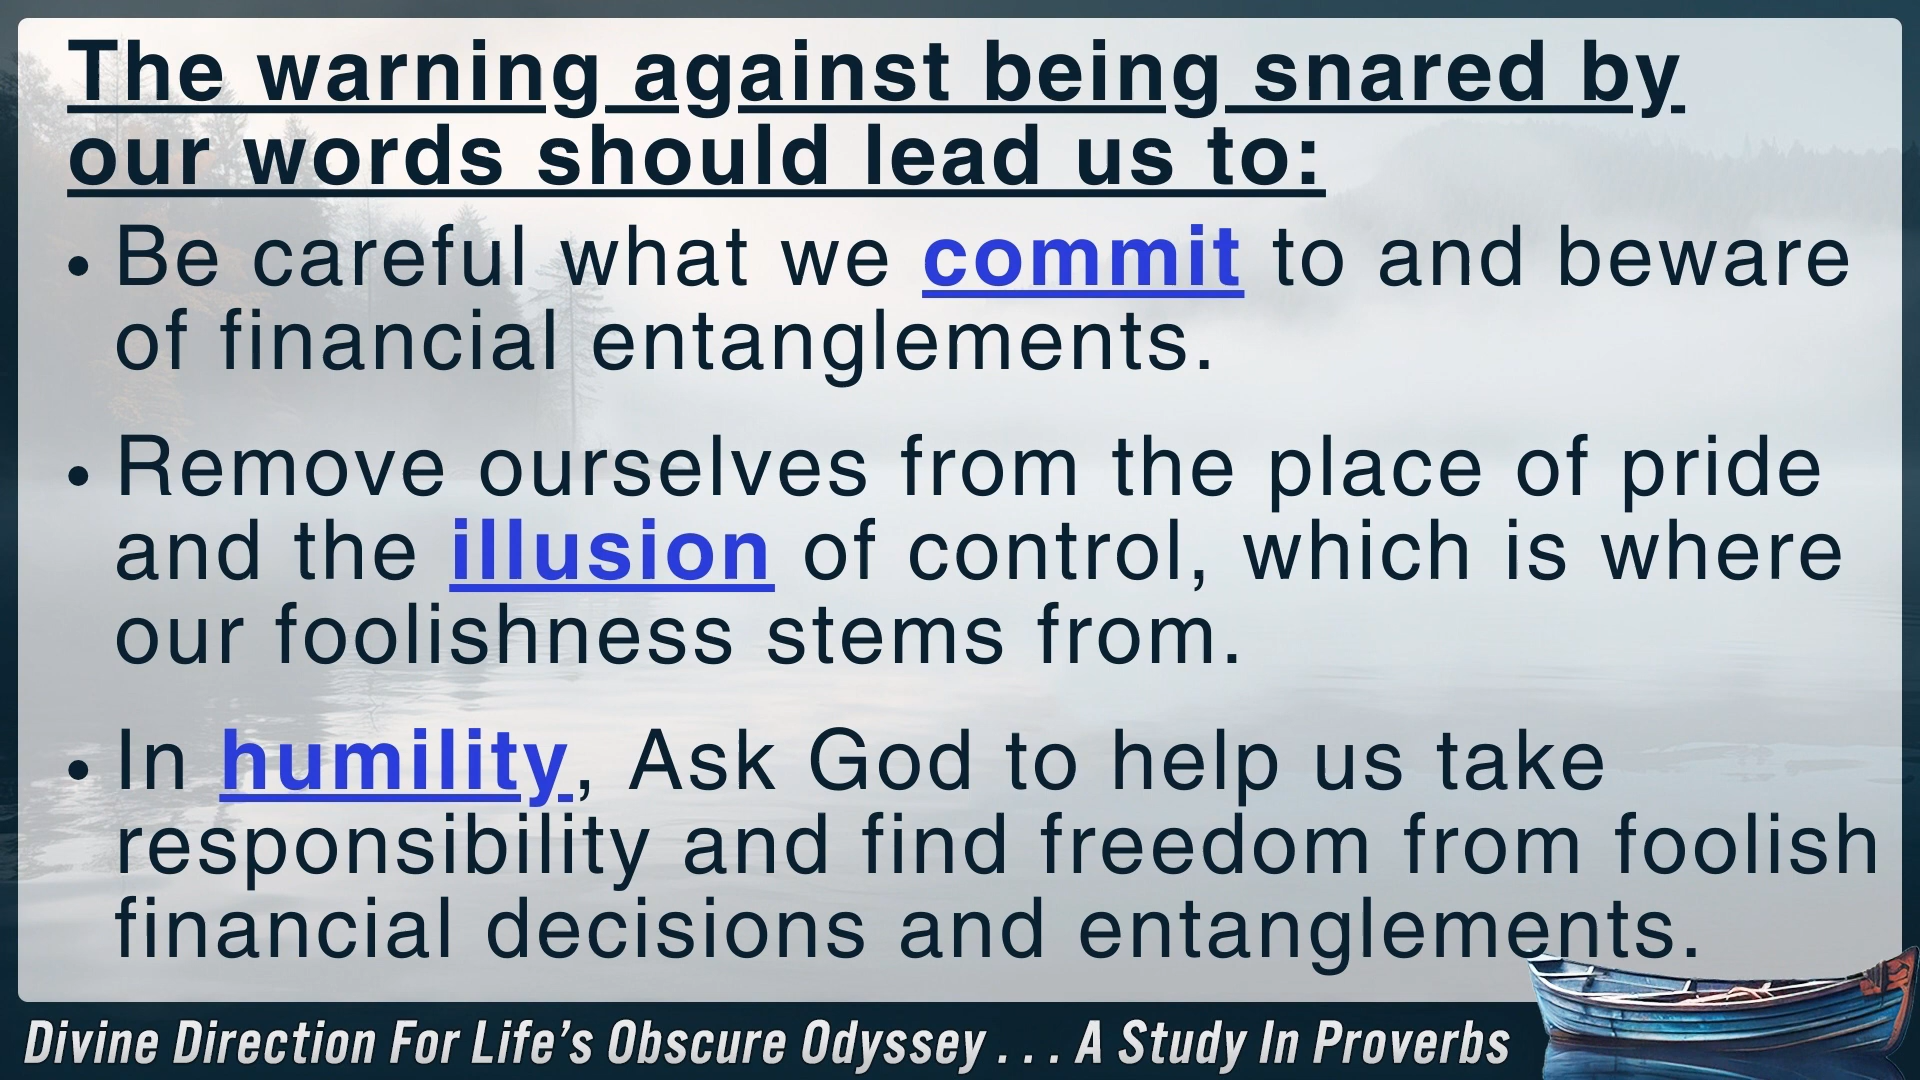 The warning against being snared by
our words should lead us to:
• Be careful what we commit to and beware
of financial entanglements.
• Remove ourselves from the place of pride
and the illusion of control, which is where
our foolishness stems from.
• In humility, Ask God to help us take
responsibility and find freedom from foolish
financial decisions and entanglements.
Divine Direction For Life’s Obscure Odyssey . . . A Study In Proverbs